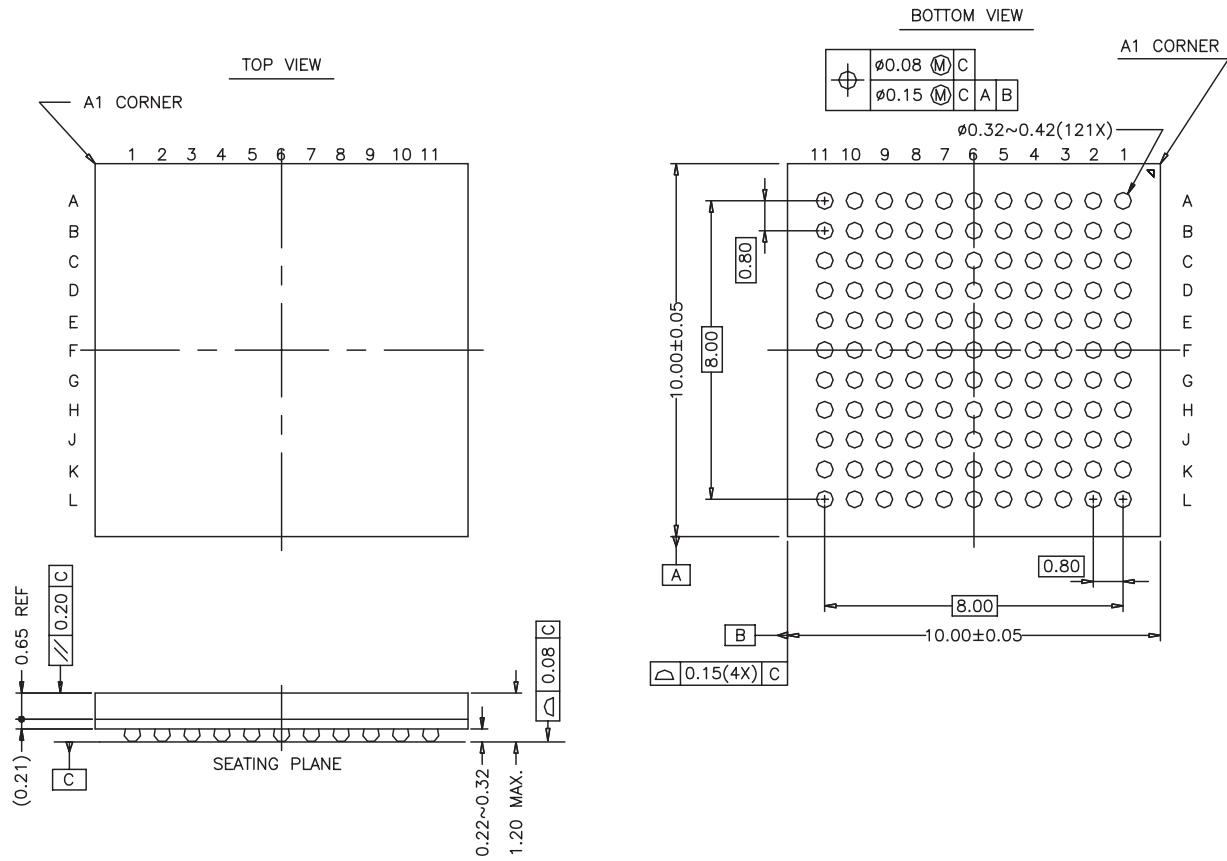 TOP VIEW
A1 CORNER
1 2 3 4 5 6 7 8 9 10 11
A
B
C
D
E
F
G
H
J
K
L
BOTTOM VIEW
A1 CORNER
ø0.08 Ⓜ C
ø0.15 Ⓜ C A B
ø0.32~0.42(121X)
11 10 9 8 7 6 5 4 3 2 1
A
B
C
D
E
F
G
H
J
K
L
0.80
8.00
10.00±0.05
A
0.80
8.00
B
10.00±0.05
0.15(4X) C
0.65 REF
// 0.20 C
(0.21)
C
SEATING PLANE
0.22~0.32
1.20 MAX.
0.08 C